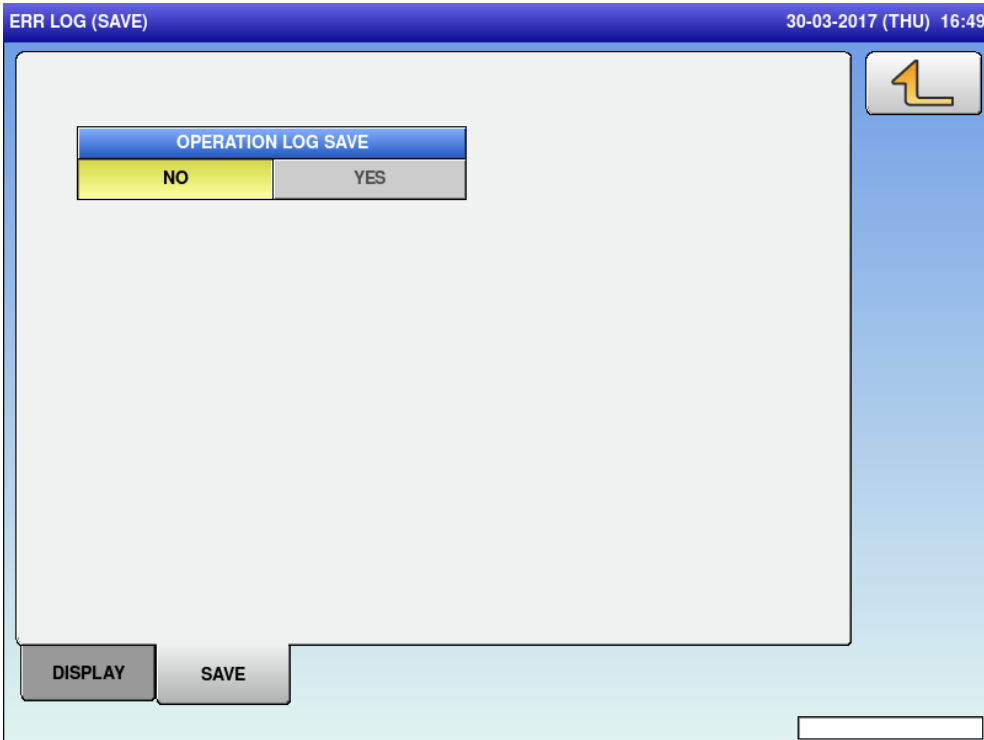 ERR LOG (SAVE) 30-03-2017 (THU) 16:49
OPERATION LOG SAVE
NO YES
DISPLAY SAVE